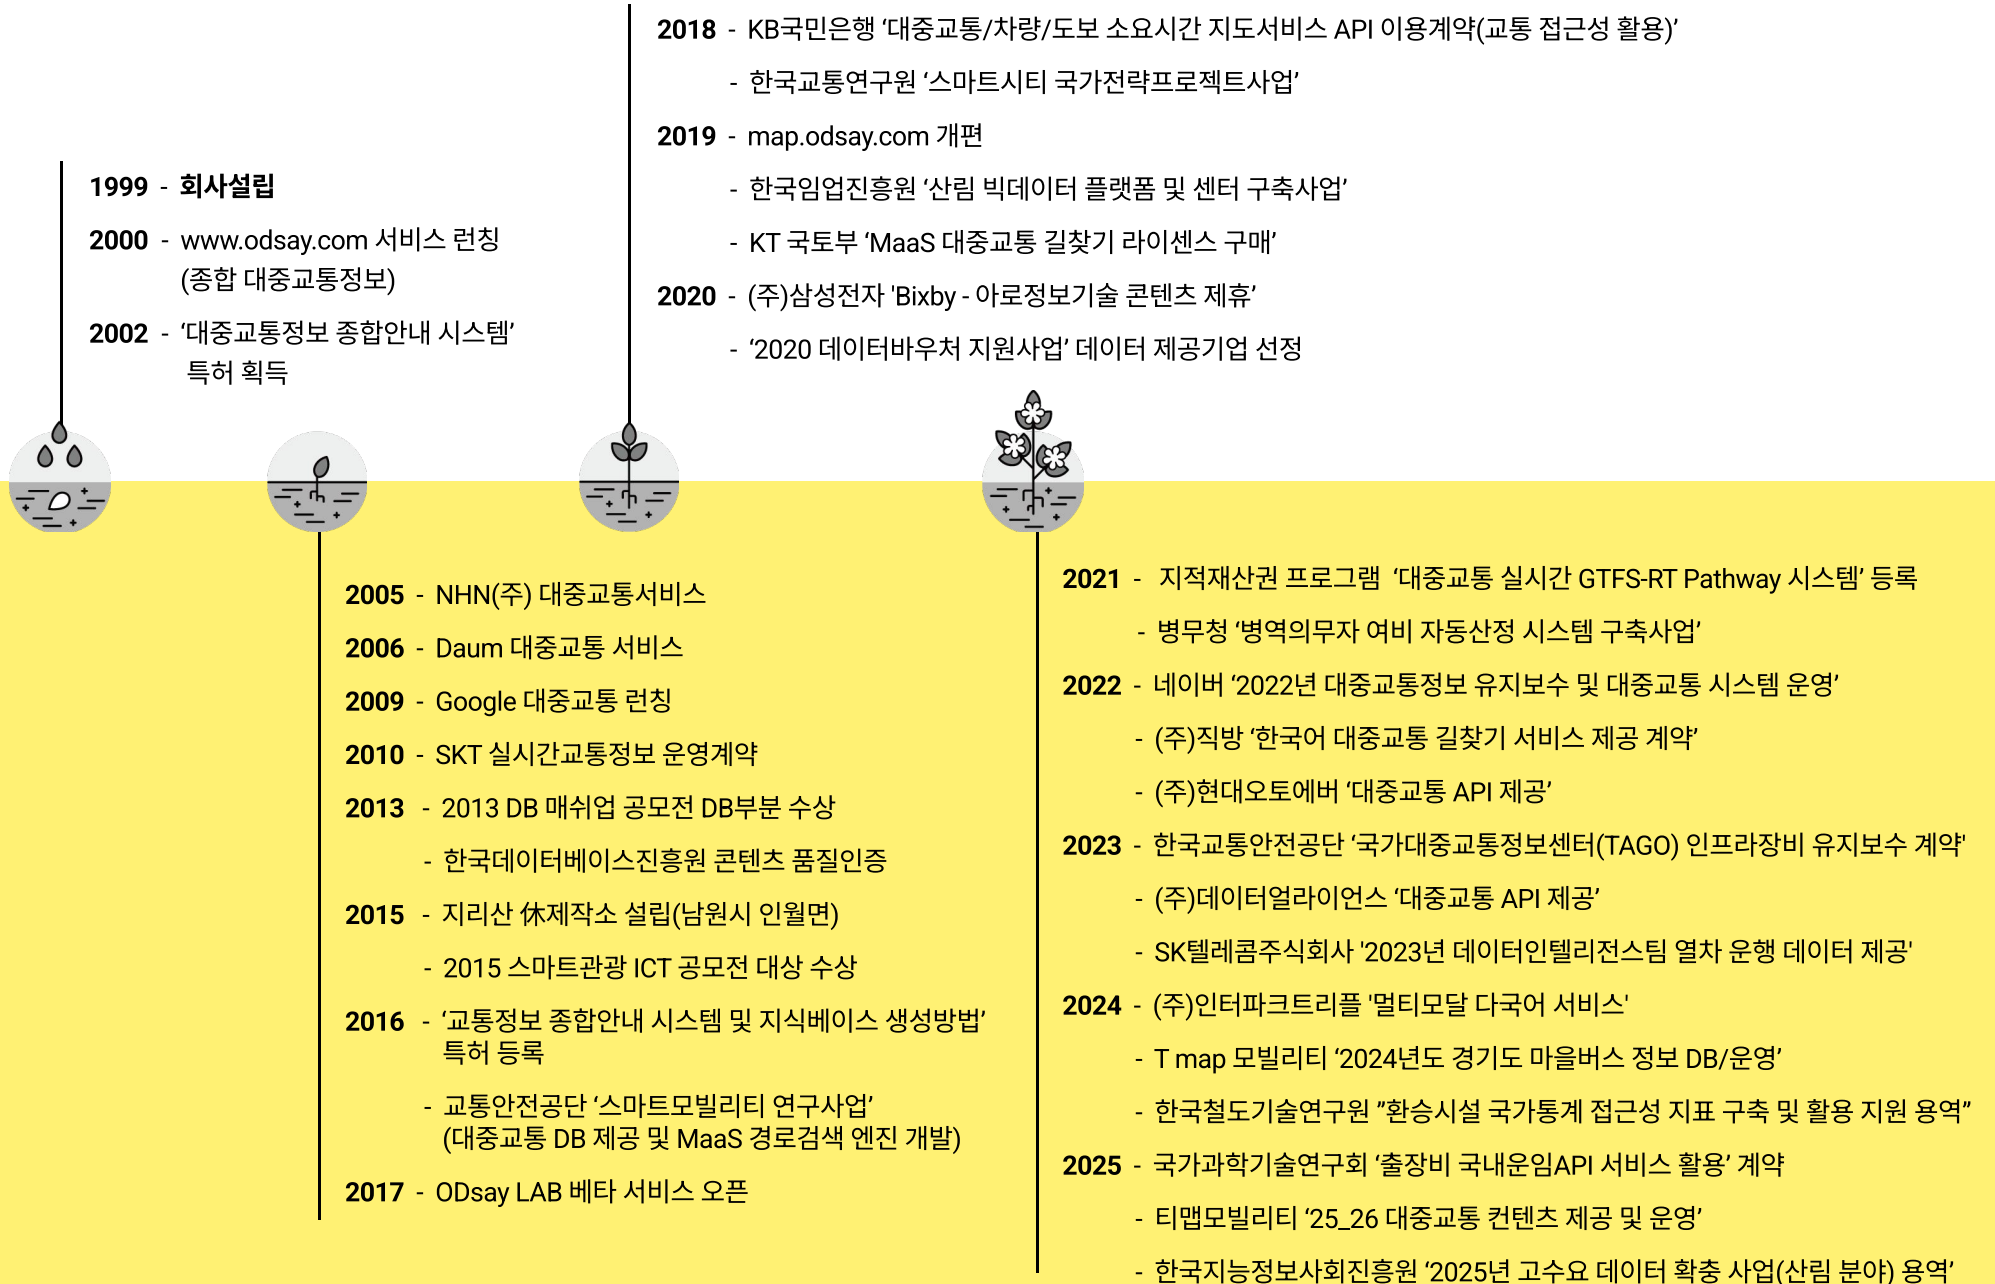 1999 - 회사설립
2000 - www.odsay.com 서비스 런칭
(종합 대중교통정보)
2002 - ‘대중교통정보 종합안내 시스템’
특허 획득
2005 - NHN(주) 대중교통서비스
2006 - Daum 대중교통 서비스
2009 - Google 대중교통 런칭
2010 - SKT 실시간교통정보 운영계약
2013 - 2013 DB 매쉬업 공모전 DB부분 수상
- 한국데이터베이스진흥원 콘텐츠 품질인증
2015 - 지리산 休제작소 설립(남원시 인월면)
- 2015 스마트관광 ICT 공모전 대상 수상
2016 - ‘교통정보 종합안내 시스템 및 지식베이스 생성방법’
특허 등록
- 교통안전공단 ‘스마트모빌리티 연구사업’
(대중교통 DB 제공 및 MaaS 경로검색 엔진 개발)
2017 - ODsay LAB 베타 서비스 오픈
2018 - KB국민은행 ‘대중교통/차량/도보 소요시간 지도서비스 API 이용계약(교통 접근성 활용)’
- 한국교통연구원 ‘스마트시티 국가전략프로젝트사업’
2019 - map.odsay.com 개편
- 한국임업진흥원 ‘산림 빅데이터 플랫폼 및 센터 구축사업’
- KT 국토부 ‘MaaS 대중교통 길찾기 라이센스 구매’
2020 - (주)삼성전자 'Bixby - 아로정보기술 콘텐츠 제휴’
- ‘2020 데이터바우처 지원사업’ 데이터 제공기업 선정
2021 - 지적재산권 프로그램 ‘대중교통 실시간 GTFS-RT Pathway 시스템’ 등록
- 병무청 ‘병역의무자 여비 자동산정 시스템 구축사업’
2022 - 네이버 ‘2022년 대중교통정보 유지보수 및 대중교통 시스템 운영’
- (주)직방 ‘한국어 대중교통 길찾기 서비스 제공 계약’
- (주)현대오토에버 ‘대중교통 API 제공’
2023 - 한국교통안전공단 ‘국가대중교통정보센터(TAGO) 인프라장비 유지보수 계약'
- (주)데이터얼라이언스 ‘대중교통 API 제공’
- SK텔레콤주식회사 '2023년 데이터인텔리전스팀 열차 운행 데이터 제공'
2024 - (주)인터파크트리플 '멀티모달 다국어 서비스'
- T map 모빌리티 ‘2024년도 경기도 마을버스 정보 DB/운영’
- 한국철도기술연구원 ”환승시설 국가통계 접근성 지표 구축 및 활용 지원 용역”
2025 - 국가과학기술연구회 ‘출장비 국내운임API 서비스 활용’ 계약
- 티맵모빌리티 ‘25_26 대중교통 컨텐츠 제공 및 운영’
- 한국지능정보사회진흥원 ‘2025년 고수요 데이터 확충 사업(산림 분야) 용역’